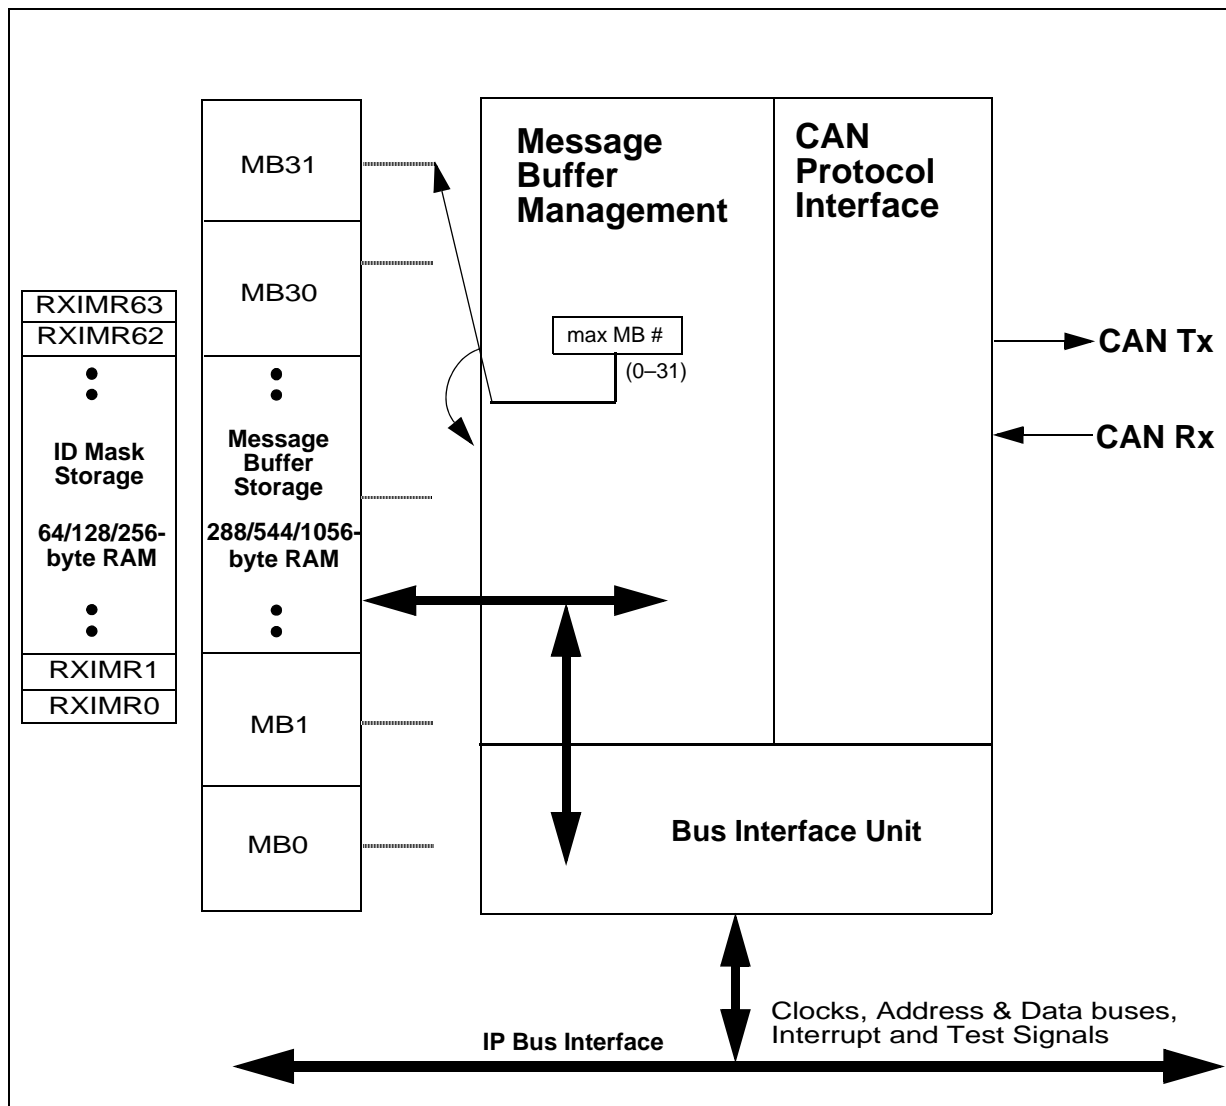 RXIMR63
RXIMR62
ID Mask
Storage
64/128/256-
byte RAM
RXIMR1
RXIMR0
MB31
MB30
Message
Buffer
Storage
288/544/1056-
byte RAM
MB1
MB0
Message
Buffer
Management
max MB #
(0–31)
CAN
Protocol
Interface
CAN Tx
CAN Rx
Bus Interface Unit
Clocks, Address & Data buses,
Interrupt and Test Signals
IP Bus Interface